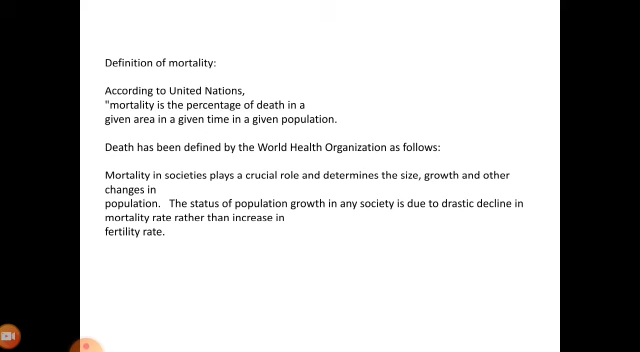 Definition of mortality:
According to United Nations,
"mortality is the percentage of death in a
given area in a given time in a given population.
Death has been defined by the World Health Organization as follows:
Mortality in societies plays a crucial role and determines the size, growth and other
changes in
population.   The status of population growth in any society is due to drastic decline in
mortality rate rather than increase in
fertility rate.